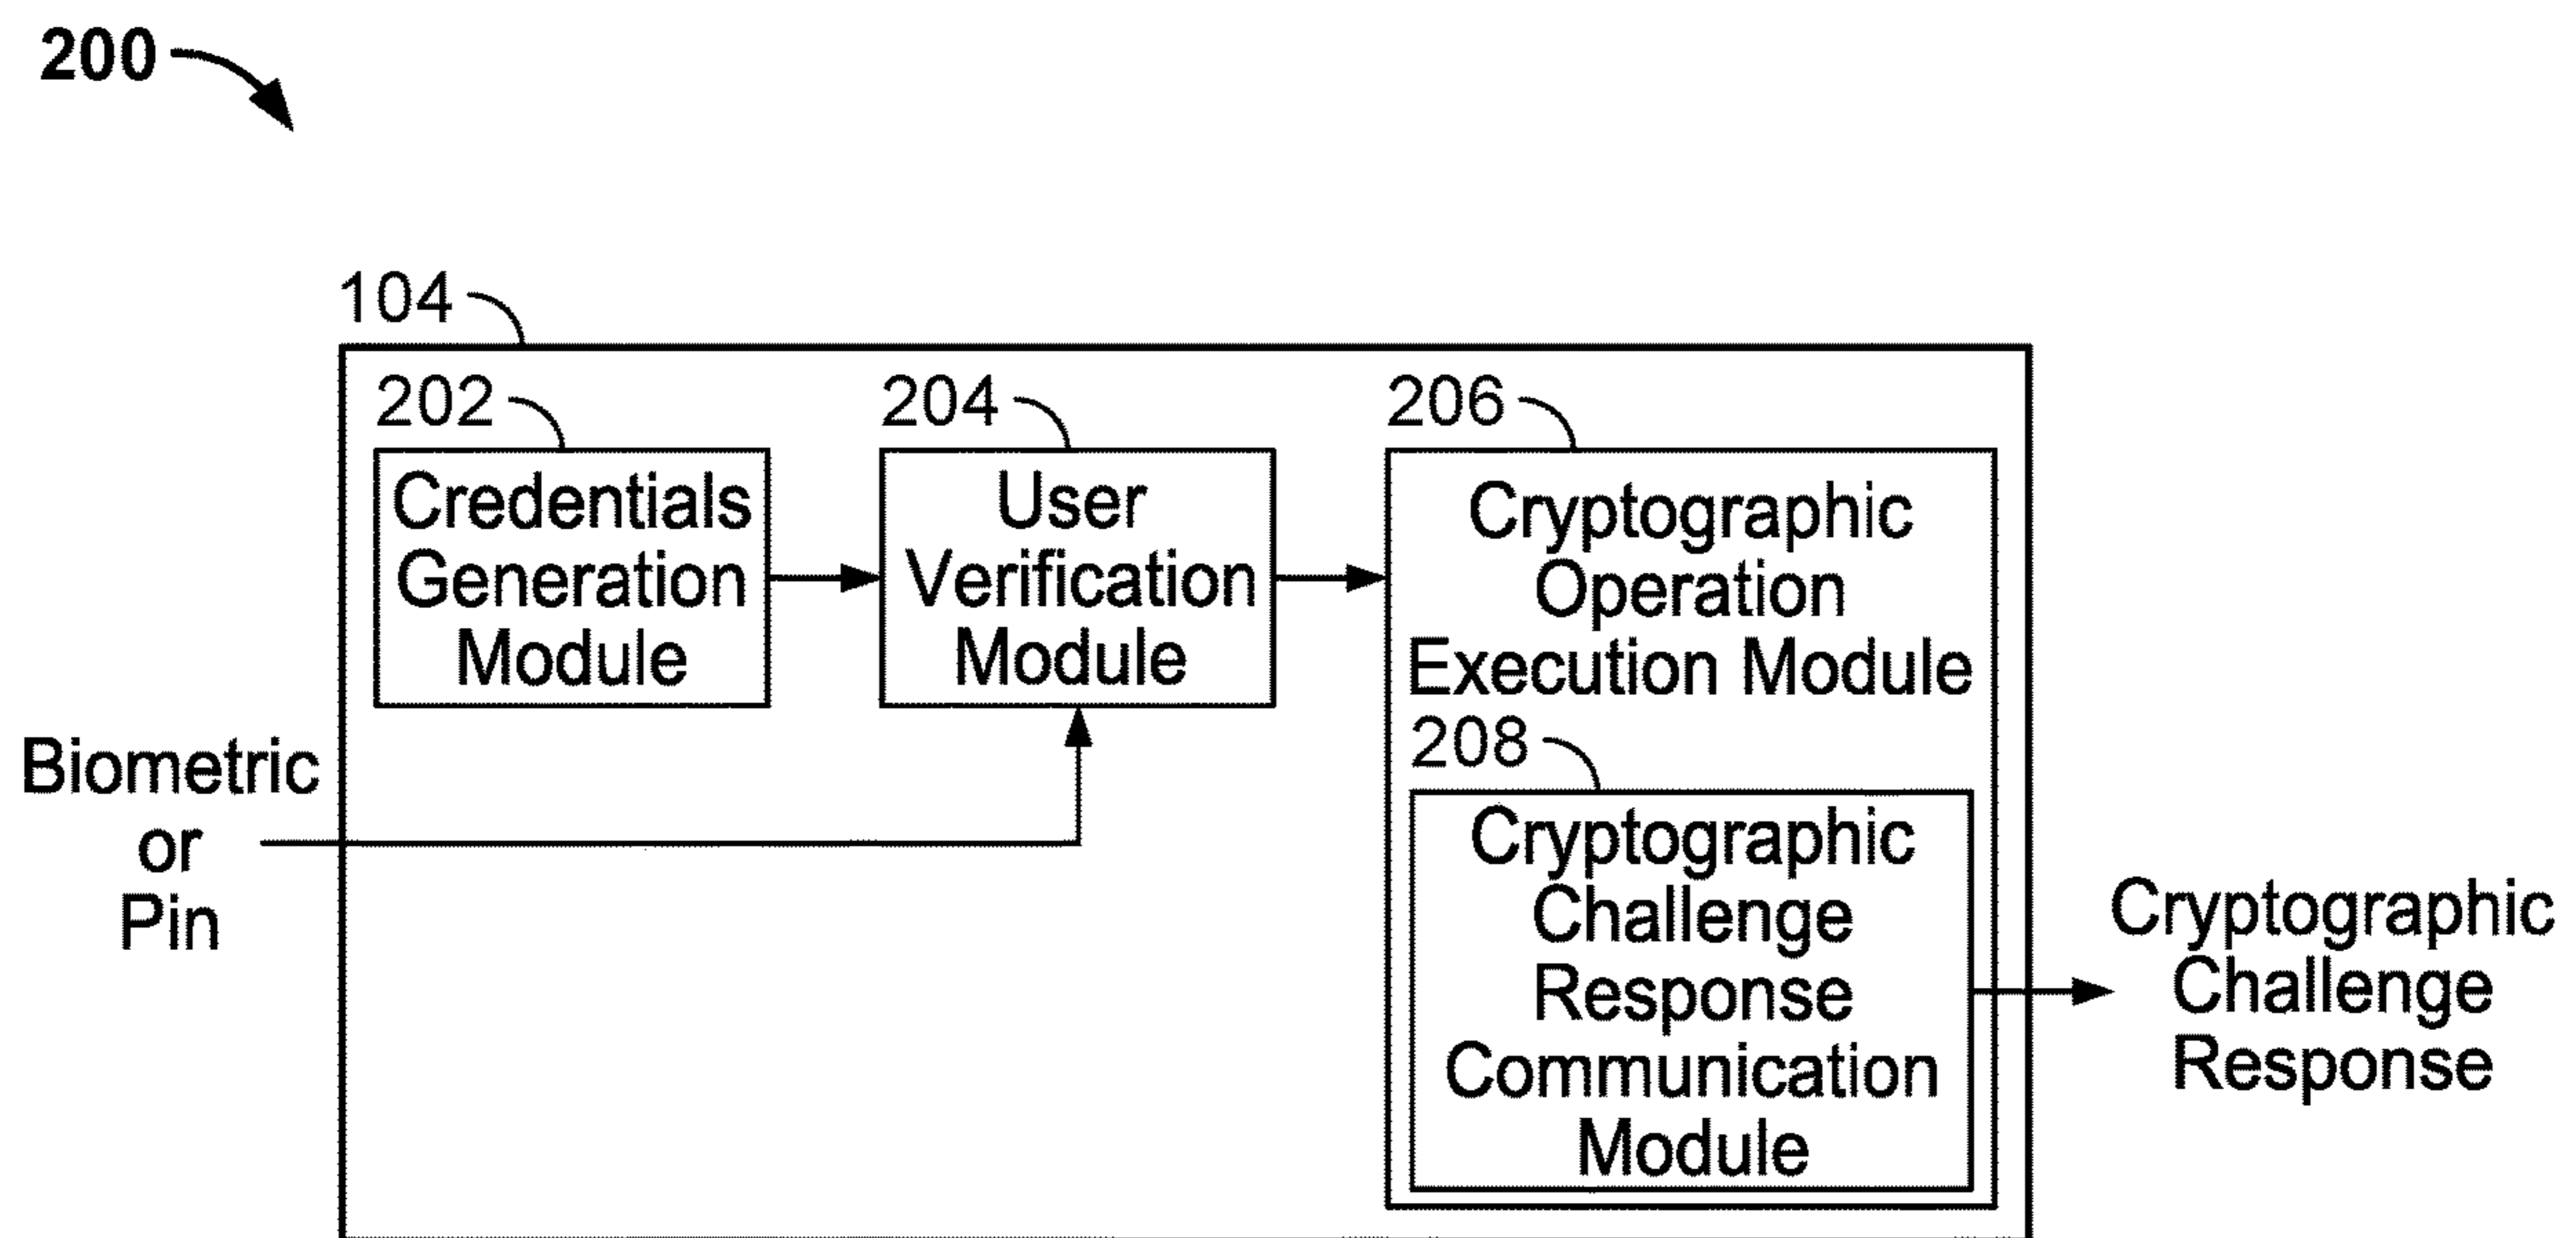 200
104
202
204
206
Credentials
Generation
Module
User
Verification
Module
Cryptographic
Operation
Execution Module
208
Cryptographic
Challenge
Response
Communication
Module
Biometric
or
Pin
Cryptographic
Challenge
Response